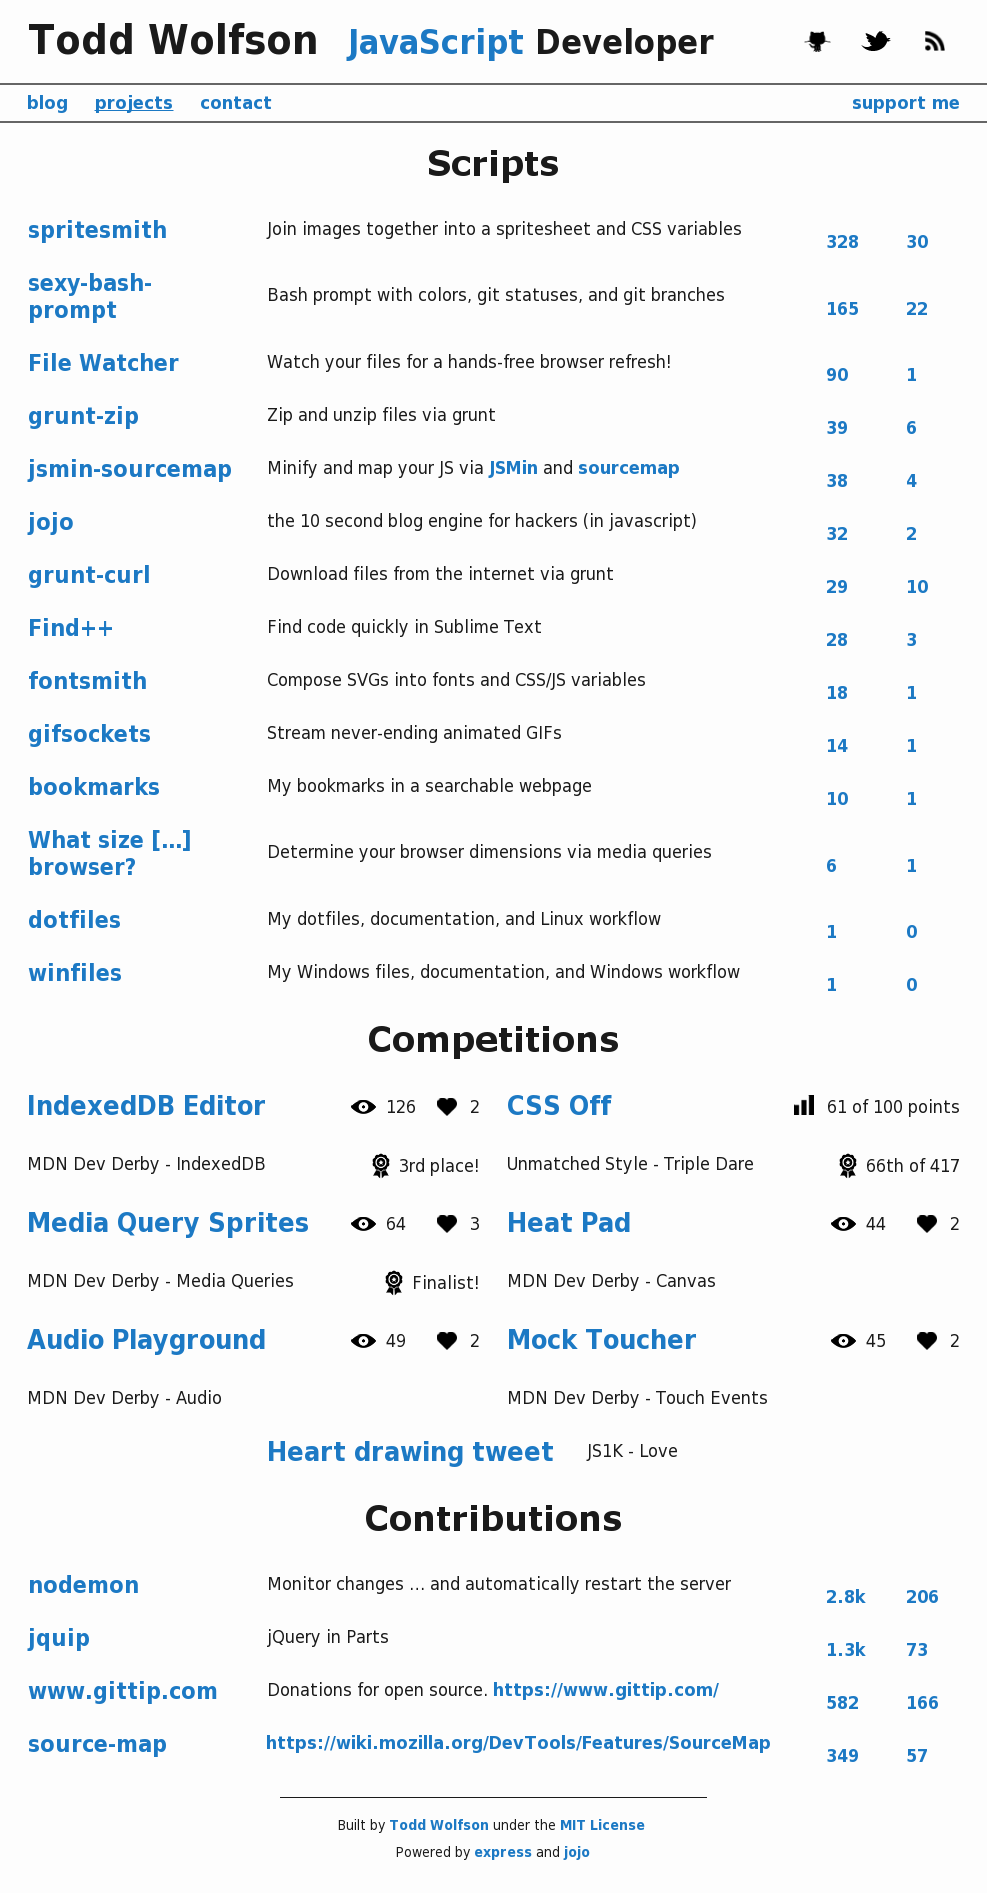 Todd Wolfson JavaScript Developer
blog projects contact support me
Scripts
spritesmith Join images together into a spritesheet and CSS variables 328 30
sexy-bash-
prompt Bash prompt with colors, git statuses, and git branches 165 22
File Watcher Watch your files for a hands-free browser refresh! 90 1
grunt-zip Zip and unzip files via grunt 39 6
jsmin-sourcemap Minify and map your JS via JSMin and sourcemap 38 4
jojo the 10 second blog engine for hackers (in javascript) 32 2
grunt-curl Download files from the internet via grunt 29 10
Find++ Find code quickly in Sublime Text 28 3
fontsmith Compose SVGs into fonts and CSS/JS variables 18 1
gifsockets Stream never-ending animated GIFs 14 1
bookmarks My bookmarks in a searchable webpage 10 1
What size [...]
browser? Determine your browser dimensions via media queries 6 1
dotfiles My dotfiles, documentation, and Linux workflow 1 0
winfiles My Windows files, documentation, and Windows workflow 1 0
Competitions
IndexedDB Editor 126 2 CSS Off 61 of 100 points
MDN Dev Derby - IndexedDB 3rd place! Unmatched Style - Triple Dare 66th of 417
Media Query Sprites 64 3 Heat Pad 44 2
MDN Dev Derby - Media Queries Finalist! MDN Dev Derby - Canvas
Audio Playground 49 2 Mock Toucher 45 2
MDN Dev Derby - Audio MDN Dev Derby - Touch Events
Heart drawing tweet JS1K - Love
Contributions
nodemon Monitor changes ... and automatically restart the server 2.8k 206
jquip jQuery in Parts 1.3k 73
www.gittip.com Donations for open source. https://www.gittip.com/ 582 166
source-map https://wiki.mozilla.org/DevTools/Features/SourceMap 349 57
Built by Todd Wolfson under the MIT License
Powered by express and jojo